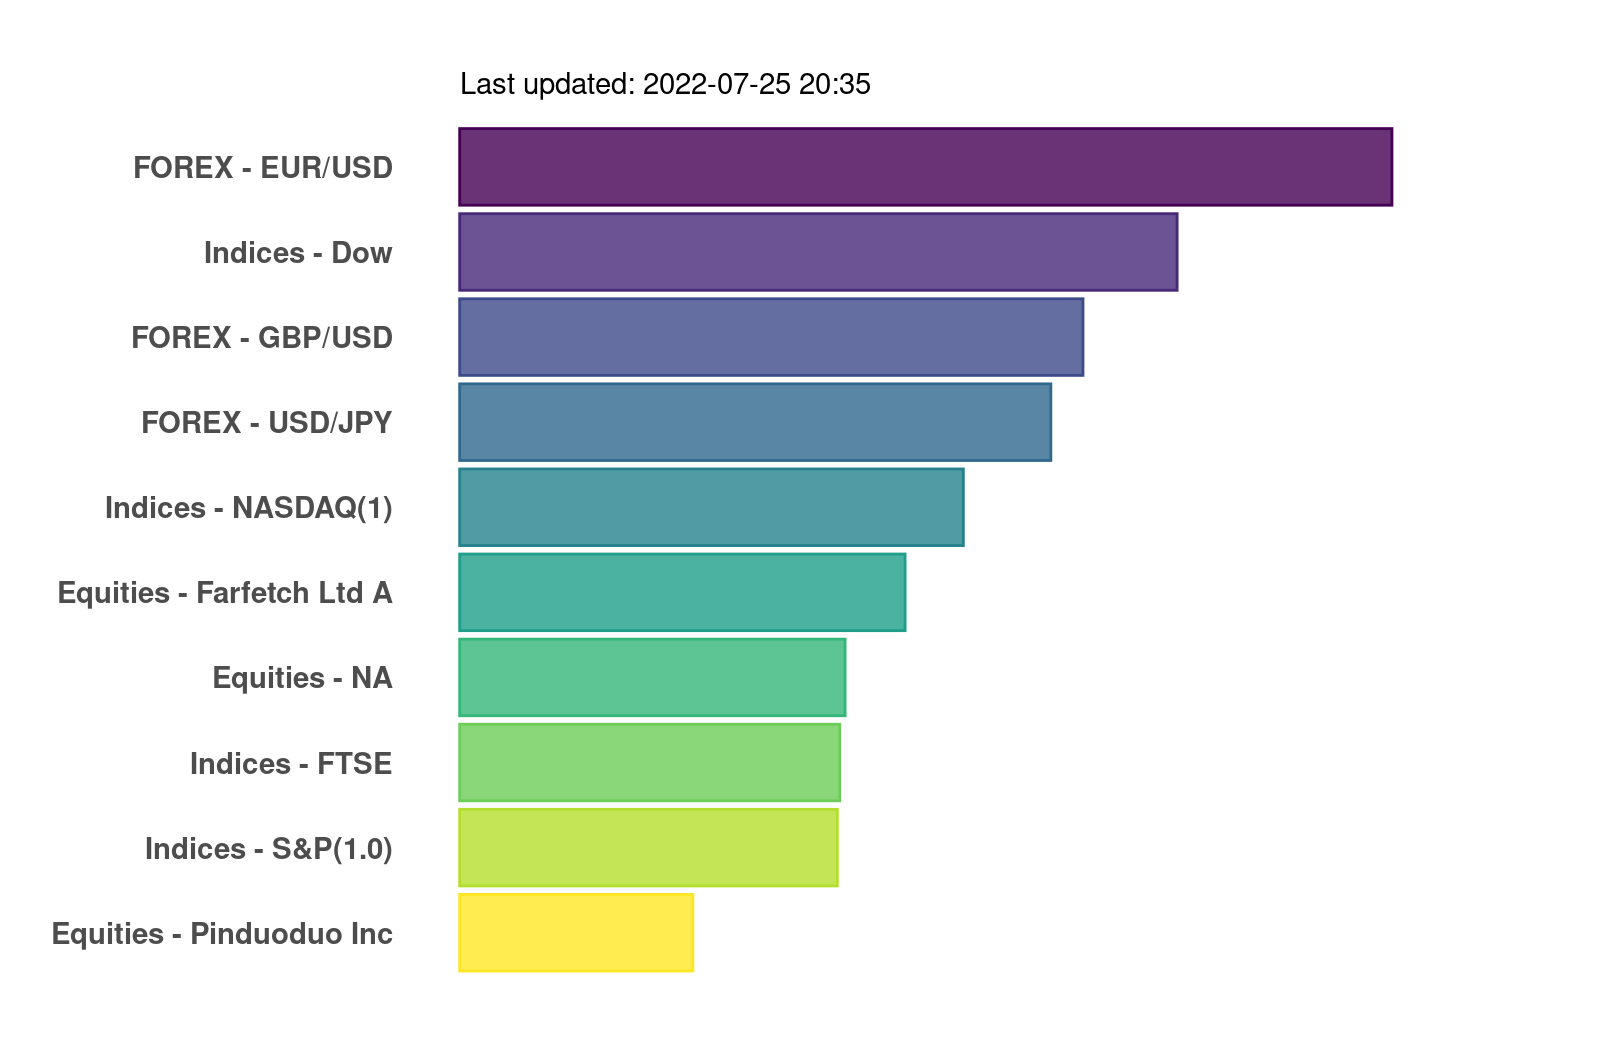 Last updated: 2022-07-25 20:35
FOREX - EUR/USD
Indices - Dow
FOREX - GBP/USD
FOREX - USD/JPY
Indices - NASDAQ(1)
Equities - Farfetch Ltd A
Equities - NA
Indices - FTSE
Indices - S&P(1.0)
Equities - Pinduoduo Inc